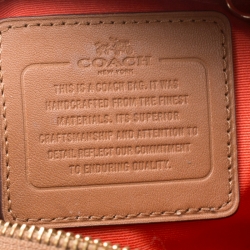 COACH
NEW YORK
THIS IS A COACH BAG. IT WAS
HANDCRAFTED FROM THE FINEST
MATERIALS. ITS SUPERIOR
CRAFTSMANSHIP AND ATTENTION TO
DETAIL REFLECT OUR COMMITMENT
TO ENDURING QUALITY.